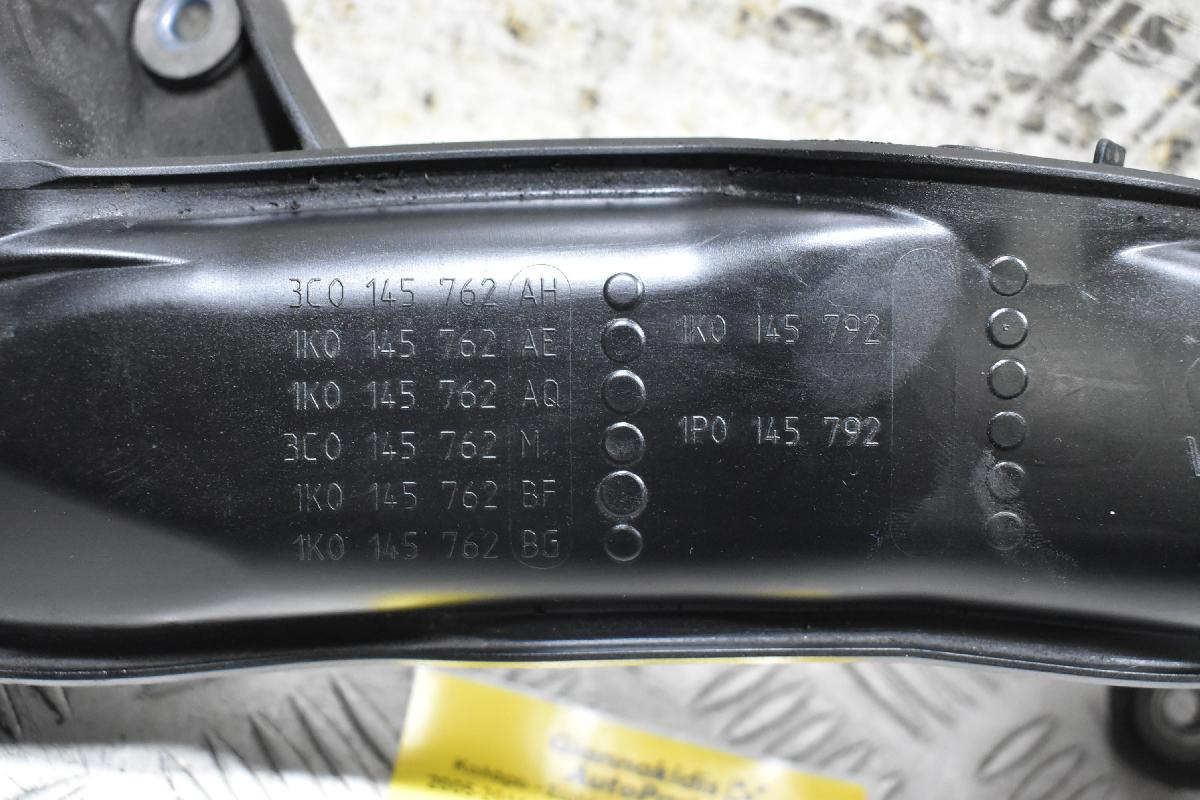 3C0 145 762 AH
1K0 145 762 AE
1K0 145 762 AQ
3C0 145 762 M
1K0 145 762 BF
1K0 145 762 BG
1K0 145 792
1P0 145 792